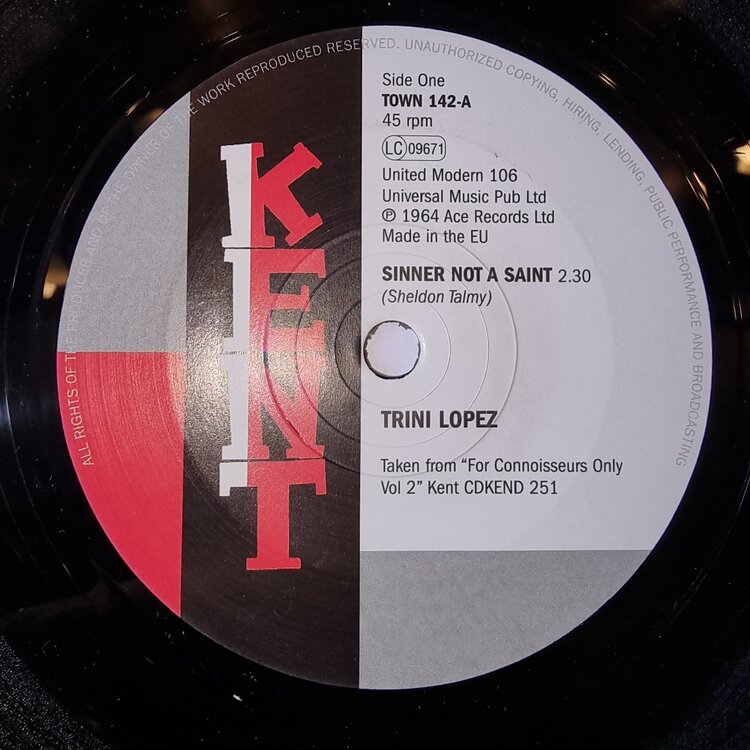 ALL RIGHTS OF THE PRODUCER AND OF THE OWNER OF THE WORK REPRODUCED RESERVED. UNAUTHORIZED COPYING, HIRING, LENDING, PUBLIC PERFORMANCE AND BROADCASTING
KENT
Side One
TOWN 142-A
45 rpm
LC 09671
United Modern 106
Universal Music Pub Ltd
℗ 1964 Ace Records Ltd
Made in the EU
SINNER NOT A SAINT 2.30
(Sheldon Talmy)
TRINI LOPEZ
Taken from “For Connoisseurs Only
Vol 2” Kent CDKEND 251